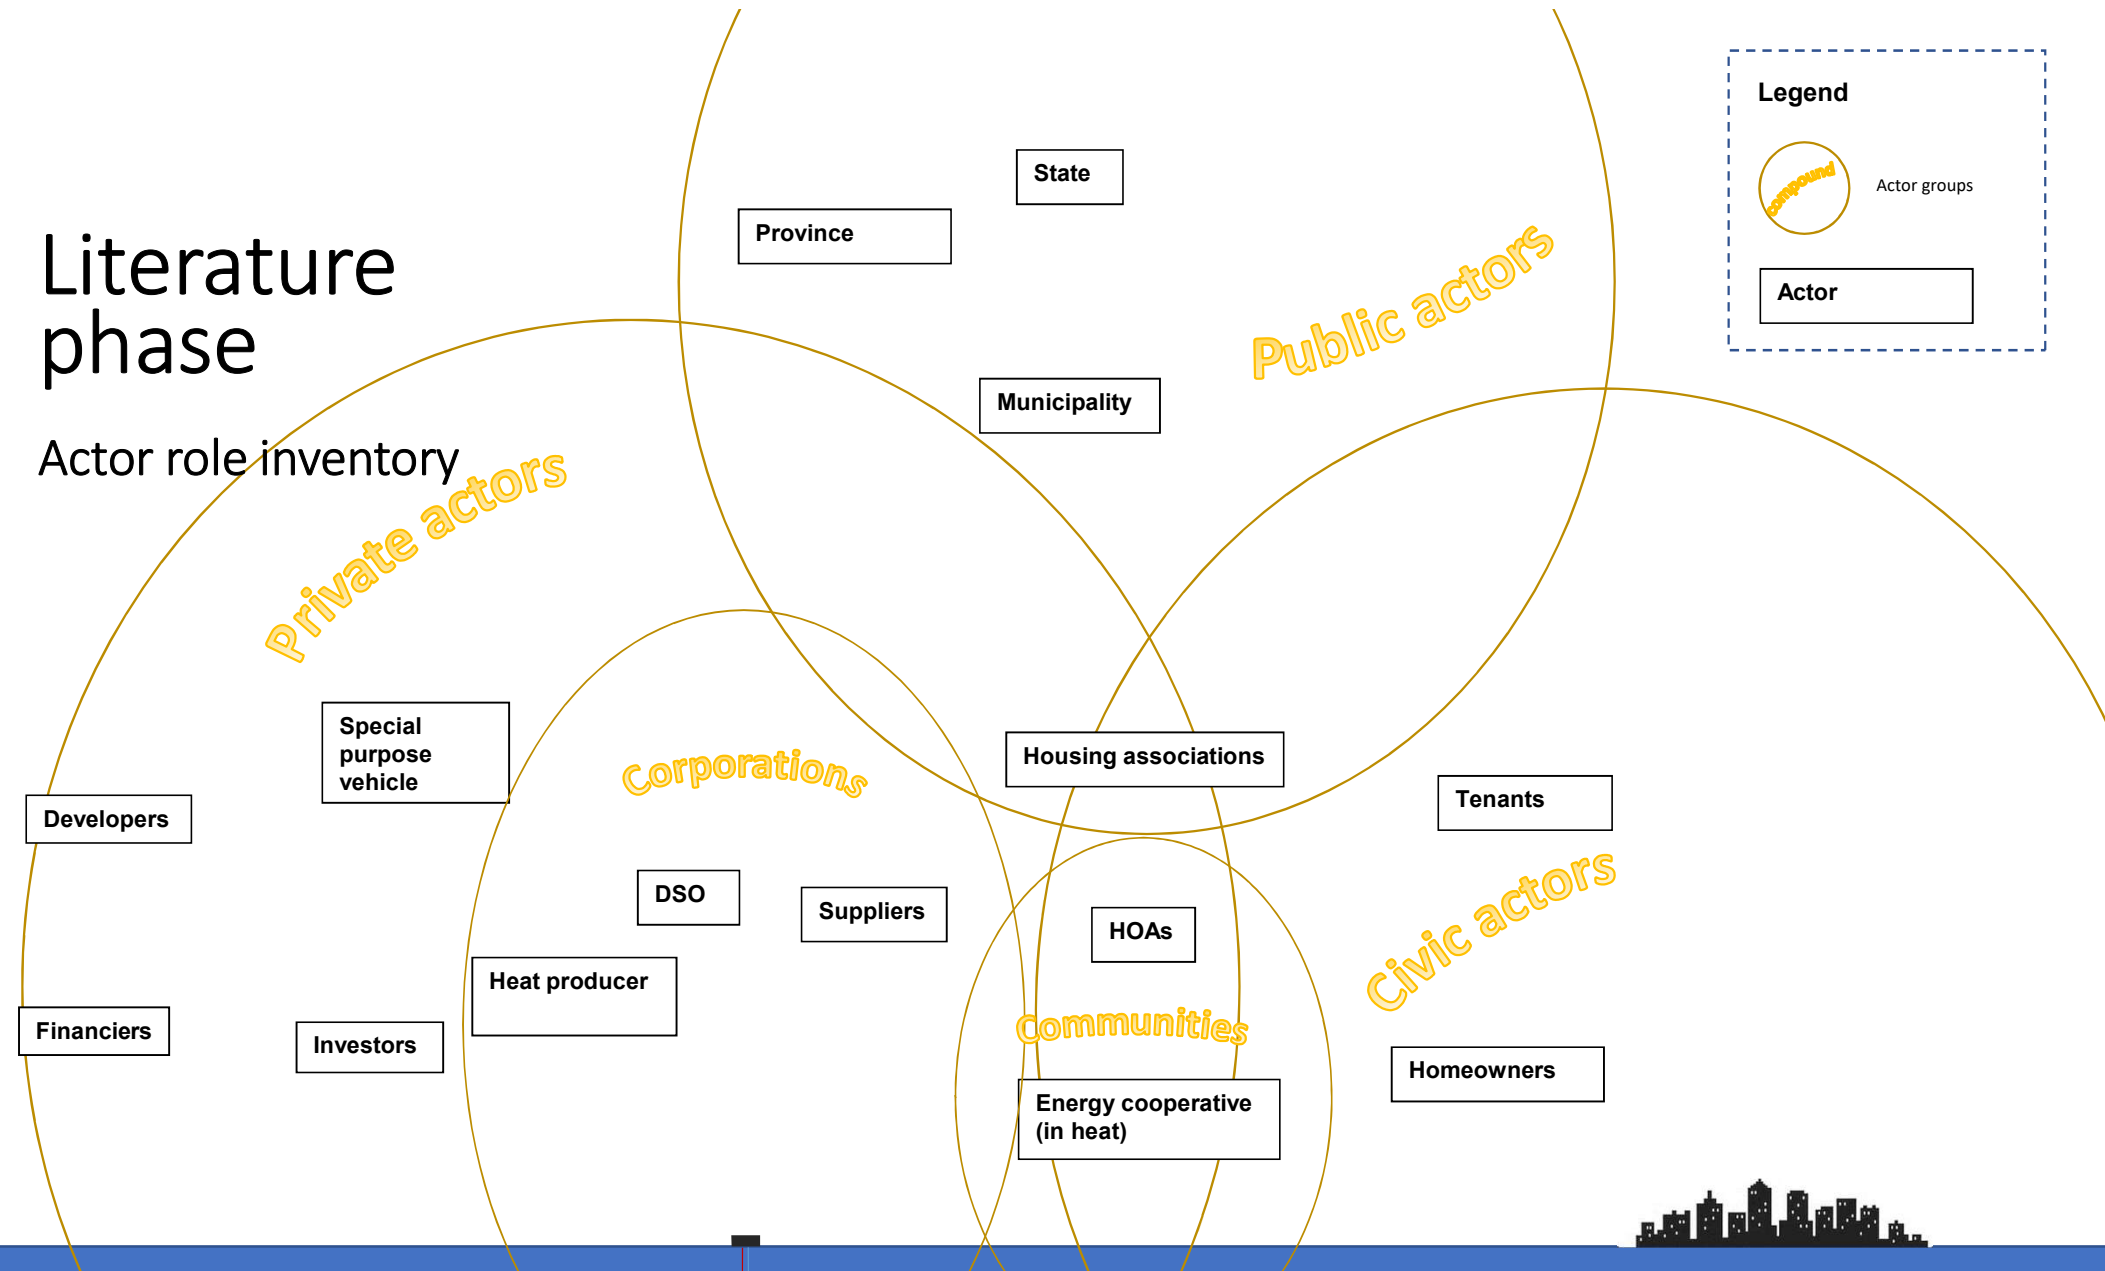 Literature
phase
Actor role inventory
Legend
compound
Actor groups
Actor
State
Province
Public actors
Municipality
Private actors
Special
purpose
vehicle
Corporations
Housing associations
Tenants
Developers
DSO
Suppliers
HOAs
Civic actors
Heat producer
Financiers
Investors
Communities
Homeowners
Energy cooperative
(in heat)